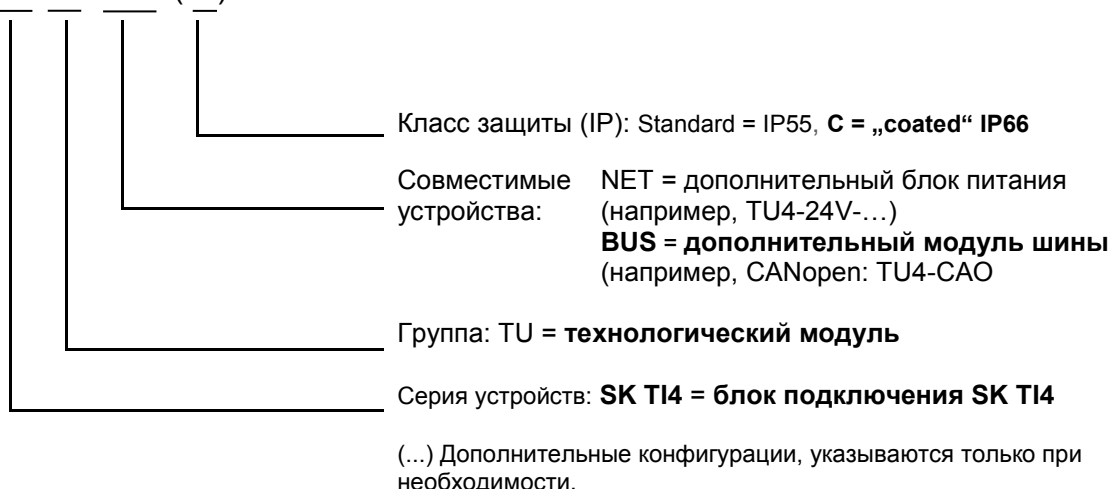 Класс защиты (IP): Standard = IP55, C = „coated“ IP66
Совместимые NET = дополнительный блок питания
устройства: (например, TU4-24V-…)
BUS = дополнительный модуль шины
(например, CANopen: TU4-CAO
Группа: TU = технологический модуль
Серия устройств: SK TI4 = блок подключения SK TI4
(...) Дополнительные конфигурации, указываются только при
необходимости.